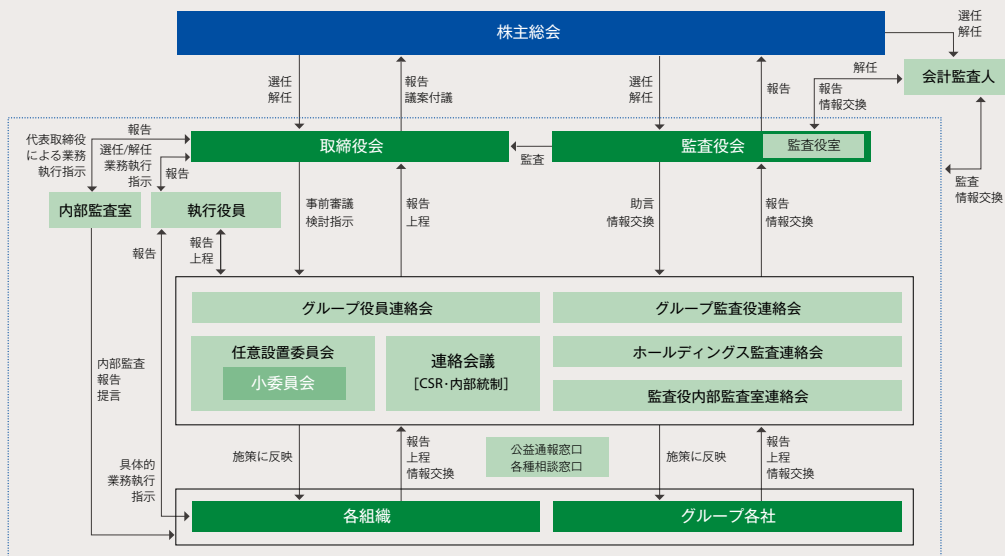 株主総会
選任
解任
会計監査人
選任
解任
報告
議案付議
選任
解任
報告
解任
報告
情報交換
代表取締役
による業務
執行指示
報告
選任/解任
業務執行
指示
報告
取締役会
監査
監査役会
監査役室
監査
情報交換
内部監査室
執行役員
事前審議
検討指示
報告
上程
助言
情報交換
報告
情報交換
報告
報告
上程
グループ役員連絡会
グループ監査役連絡会
任意設置委員会
小委員会
連絡会議
[CSR・内部統制]
ホールディングス監査連絡会
監査役内部監査室連絡会
内部監査
報告
提言
施策に反映
報告
上程
情報交換
公益通報窓口
各種相談窓口
施策に反映
報告
上程
情報交換
具体的
業務執行
指示
各組織
グループ各社